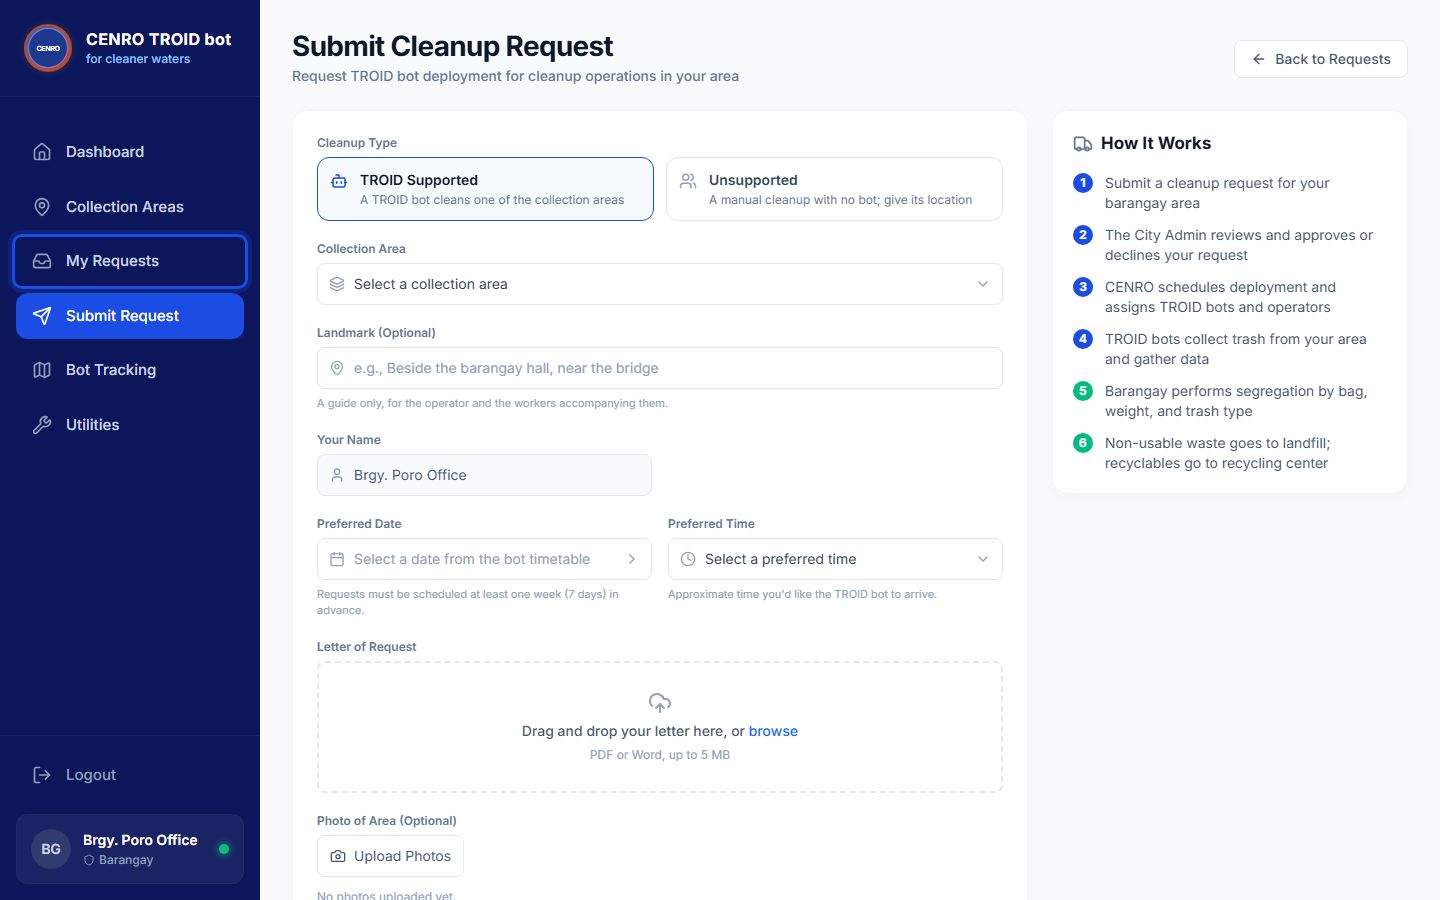 CENRO
CENRO TROID bot
for cleaner waters
Dashboard
Collection Areas
My Requests
Submit Request
Bot Tracking
Utilities
Logout
BG
Brgy. Poro Office
Barangay
Submit Cleanup Request
Request TROID bot deployment for cleanup operations in your area
Back to Requests
Cleanup Type
TROID Supported
A TROID bot cleans one of the collection areas
Unsupported
A manual cleanup with no bot; give its location
Collection Area
Select a collection area
Landmark (Optional)
e.g., Beside the barangay hall, near the bridge
A guide only, for the operator and the workers accompanying them.
Your Name
Brgy. Poro Office
Preferred Date
Select a date from the bot timetable
Requests must be scheduled at least one week (7 days) in
advance.
Preferred Time
Select a preferred time
Approximate time you'd like the TROID bot to arrive.
Letter of Request
Drag and drop your letter here, or browse
PDF or Word, up to 5 MB
Photo of Area (Optional)
Upload Photos
No photos uploaded yet.
How It Works
1 Submit a cleanup request for your
barangay area
2 The City Admin reviews and approves or
declines your request
3 CENRO schedules deployment and
assigns TROID bots and operators
4 TROID bots collect trash from your area
and gather data
5 Barangay performs segregation by bag,
weight, and trash type
6 Non-usable waste goes to landfill;
recyclables go to recycling center